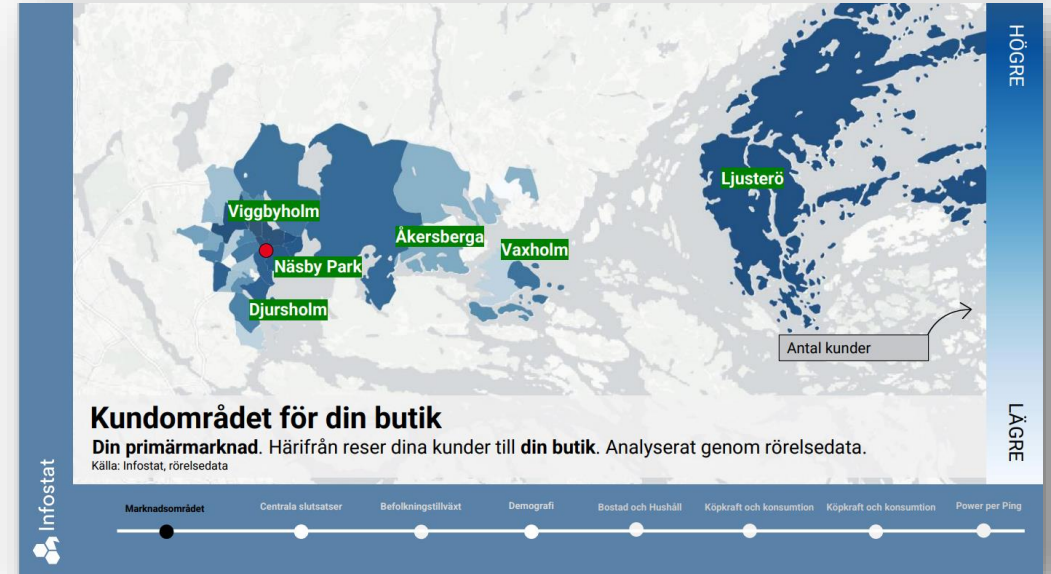 HÖGRE
Ljusterö
Viggbyholm
Åkersberga
Vaxholm
Näsby Park
Djursholm
Antal kunder
LÄGRE
Kundområdet för din butik
Din primärmarknad. Härifrån reser dina kunder till din butik. Analyserat genom rörelsedata.
Källa: Infostat, rörelsedata
Infostat
Marknadsområdet
Centrala slutsatser
Befolkningstillväxt
Demografi
Bostad och Hushåll
Köpkraft och konsumtion
Köpkraft och konsumtion
Power per Ping